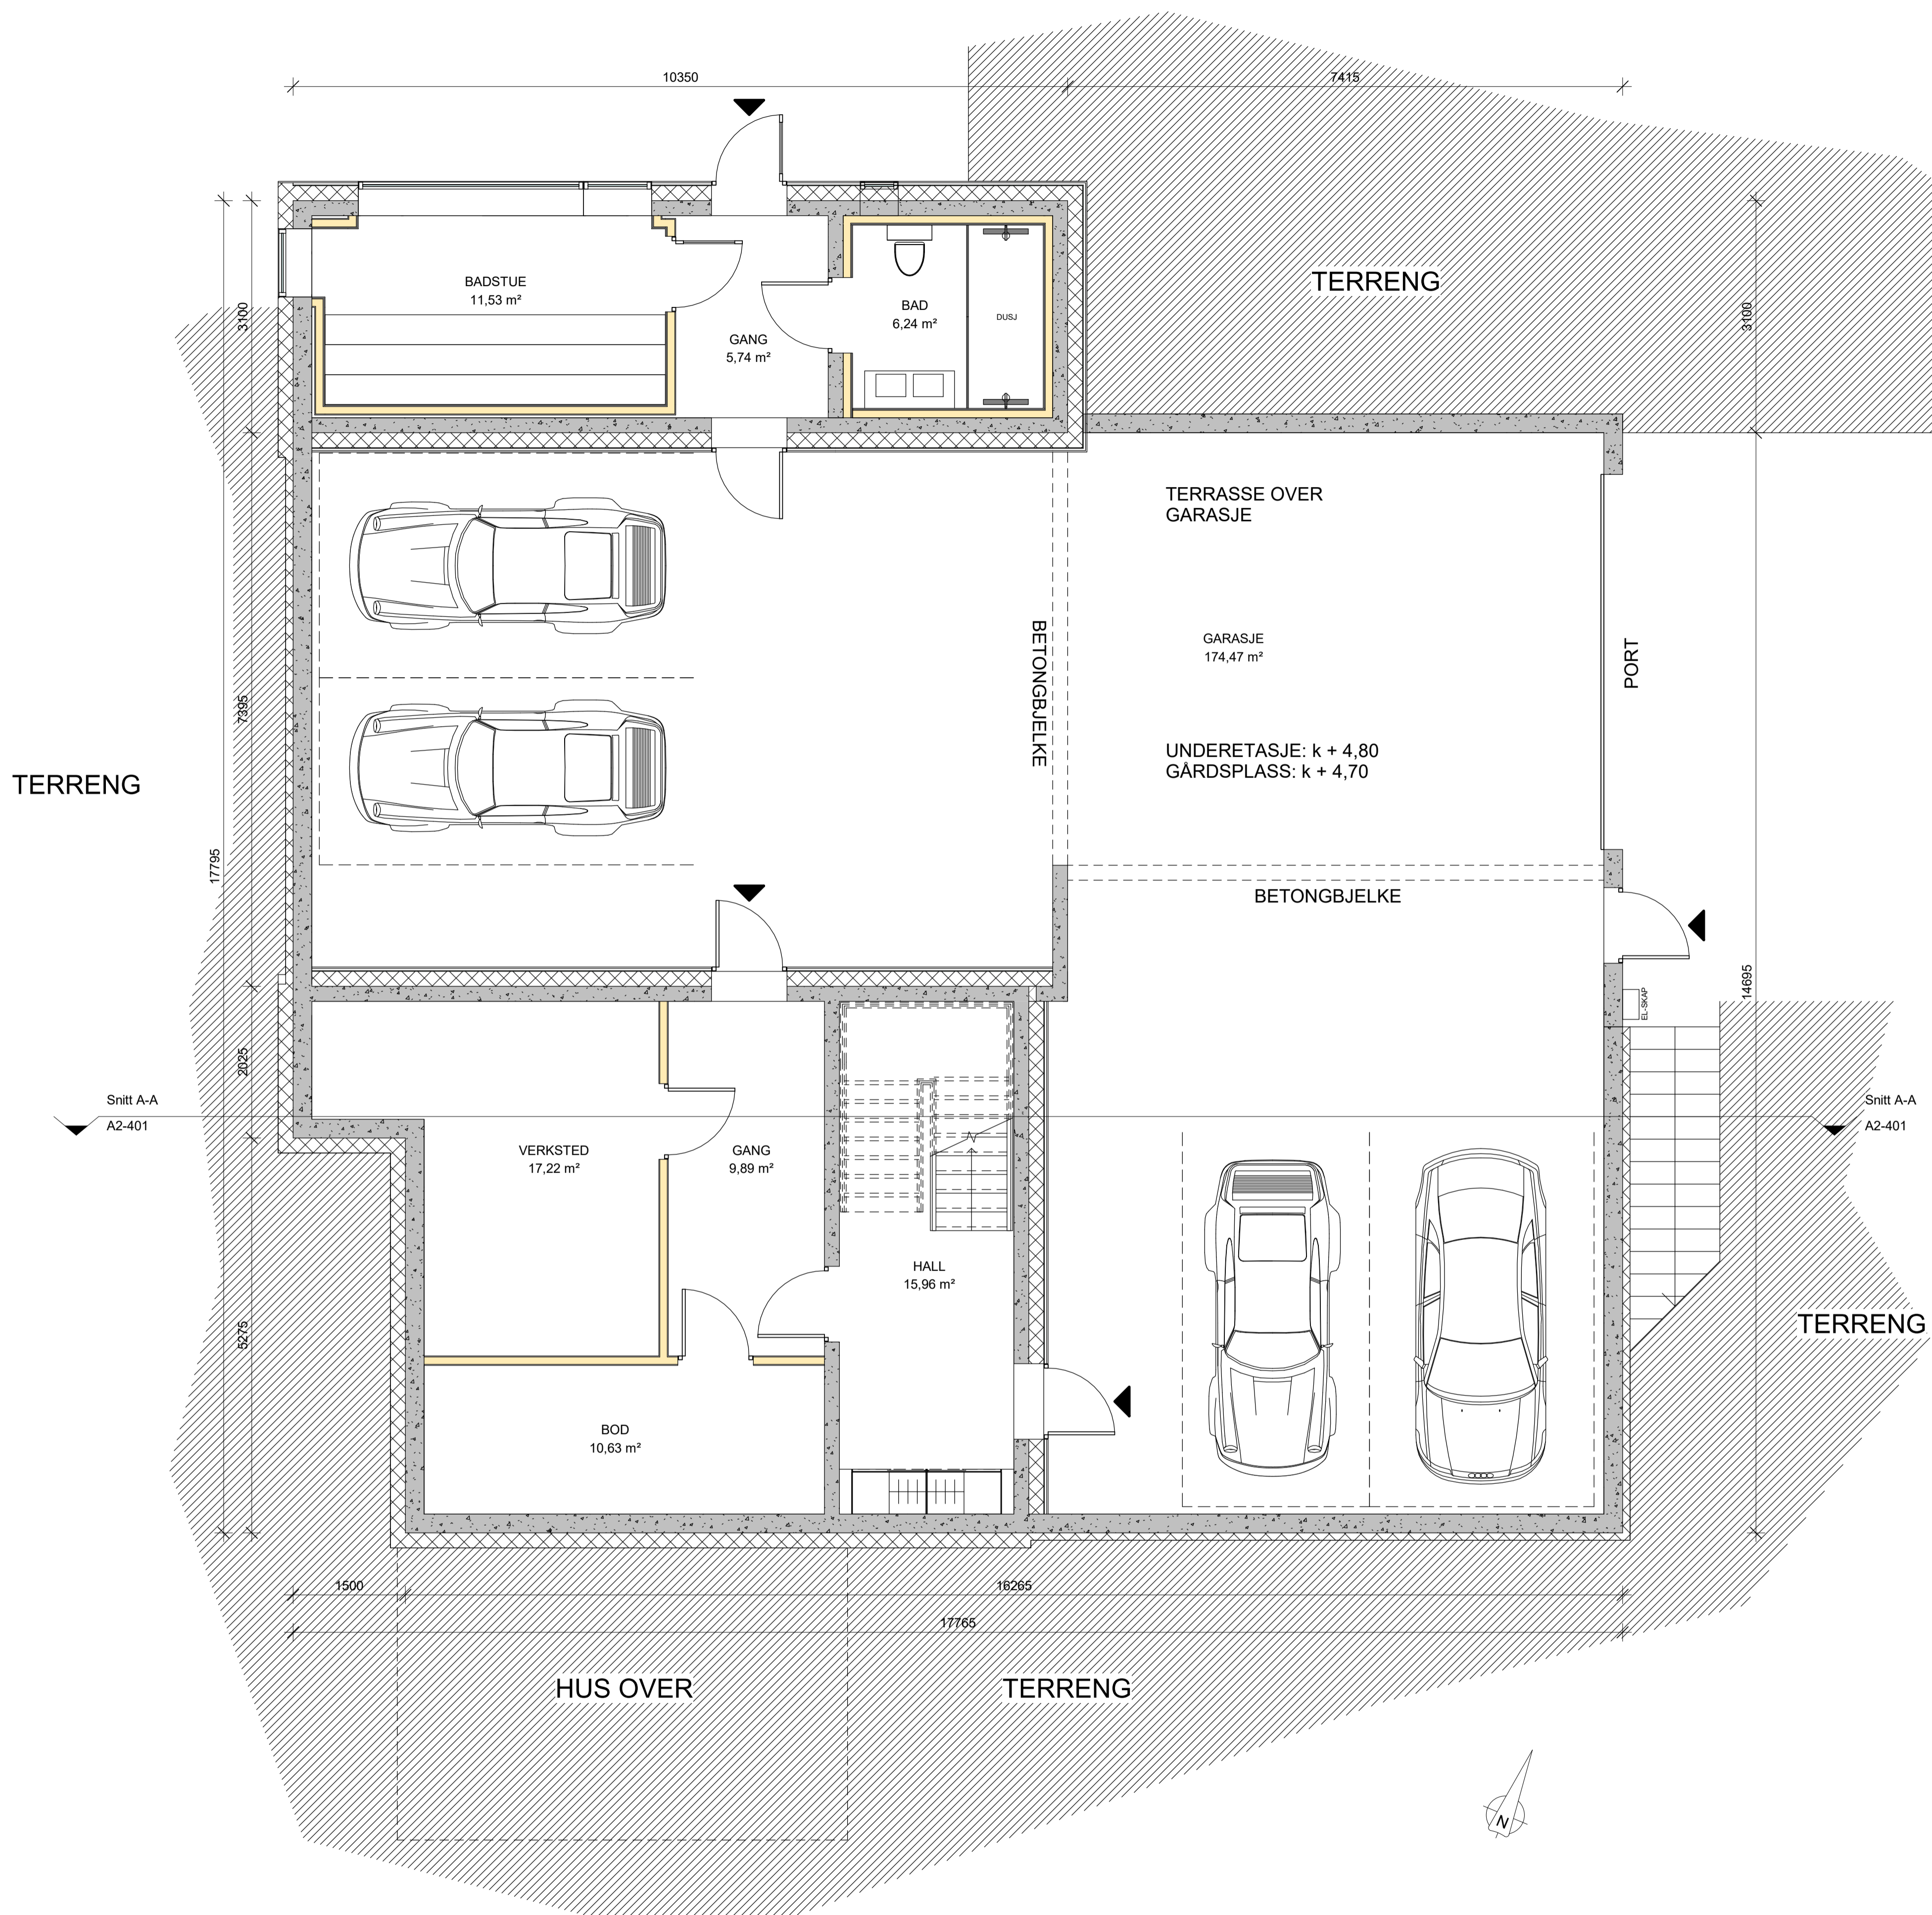 10350
7415
BADSTUE
11,53 m²
BAD
6,24 m²
DUSJ
GANG
5,74 m²
TERRENG
3100
3100
TERRASSE OVER
GARASJE
BETONGBJELKE
GARASJE
174,47 m²
PORT
7395
TERRENG
UNDERETASJE: k + 4,80
GÅRDSPLASS: k + 4,70
17795
BETONGBJELKE
14695
EL-SKAP
2025
Snitt A-A
A2-401
Snitt A-A
A2-401
VERKSTED
17,22 m²
GANG
9,89 m²
HALL
15,96 m²
5275
TERRENG
BOD
10,63 m²
1500
16265
17765
HUS OVER
TERRENG
N